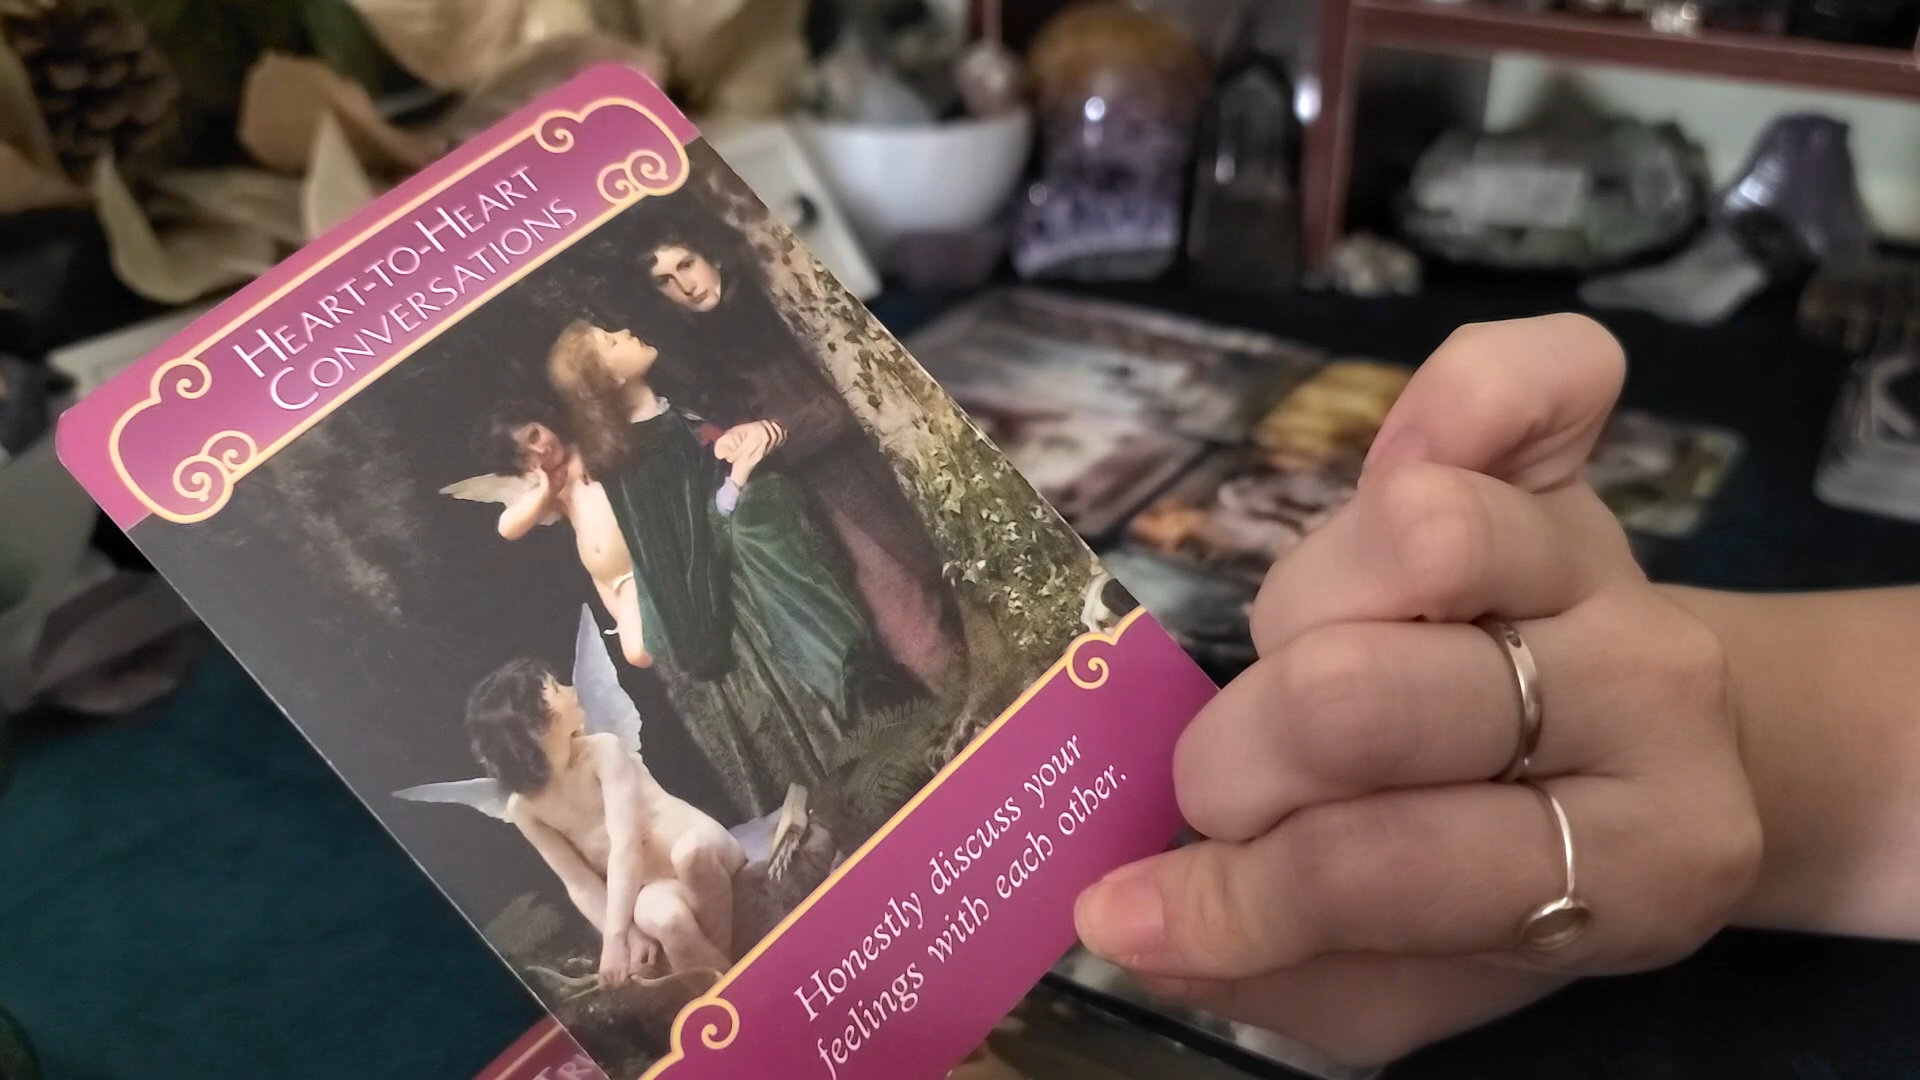 HEART-TO-HEART
CONVERSATIONS
Honestly discuss your
feelings with each other.